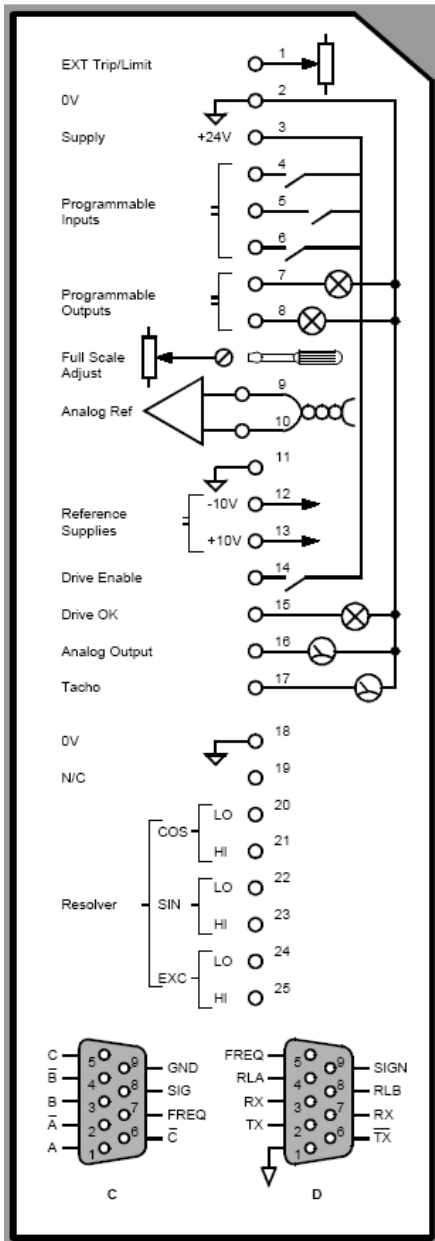 EXT Trip/Limit 1
0V 2
Supply +24V 3
4
Programmable Inputs 5
6
7
Programmable Outputs 8
Full Scale Adjust
9
Analog Ref 10
11
-10V 12
Reference Supplies
+10V 13
Drive Enable 14
Drive OK 15
Analog Output 16
Tacho 17
0V 18
N/C 19
LO 20
COS
HI 21
LO 22
Resolver SIN
HI 23
LO 24
EXC
HI 25
C 5
9 GND
B̅ 4
8 SIG
B 3
7 FREQ
A̅ 2
6 C̅
A 1
C
FREQ 5
9 SIGN
RLA 4
8 RLB
RX 3
7 RX
TX 2
6 T̅X̅
1
D